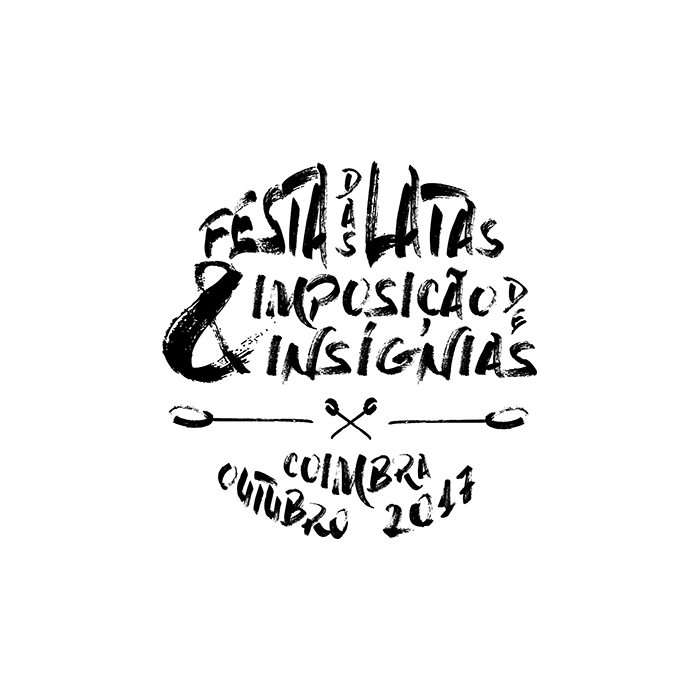 FESTA DAS LATAS
& IMPOSIÇÃO DE
INSÍGNIAS
COIMBRA
OUTUBRO 2017